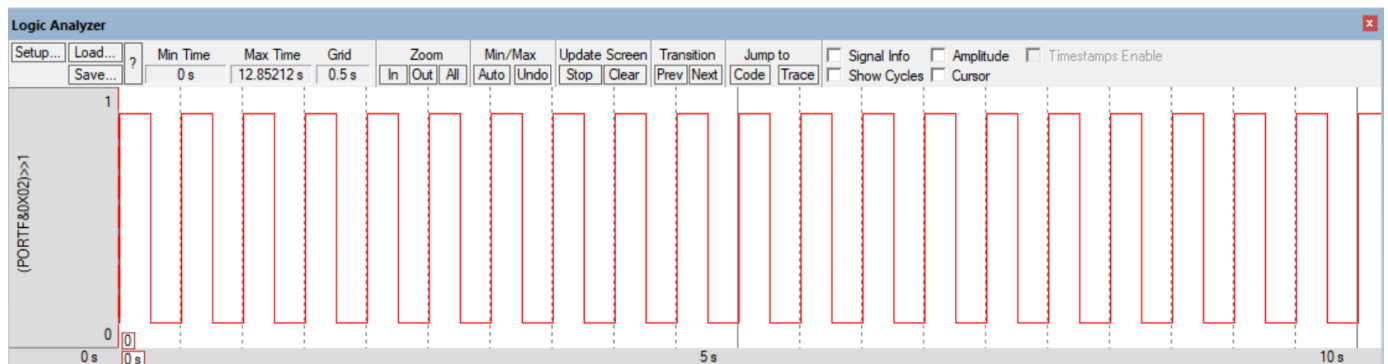 Logic Analyzer x
Setup... Load... ? Min Time Max Time Grid Zoom Min/Max Update Screen Transition Jump to Signal Info Amplitude Timestamps Enable
Save... 0 s 12.85212 s 0.5 s In Out All Auto Undo Stop Clear Prev Next Code Trace Show Cycles Cursor
1
(PORTF&0X02)>>1
0 0
0 s 0 s 5 s 10 s